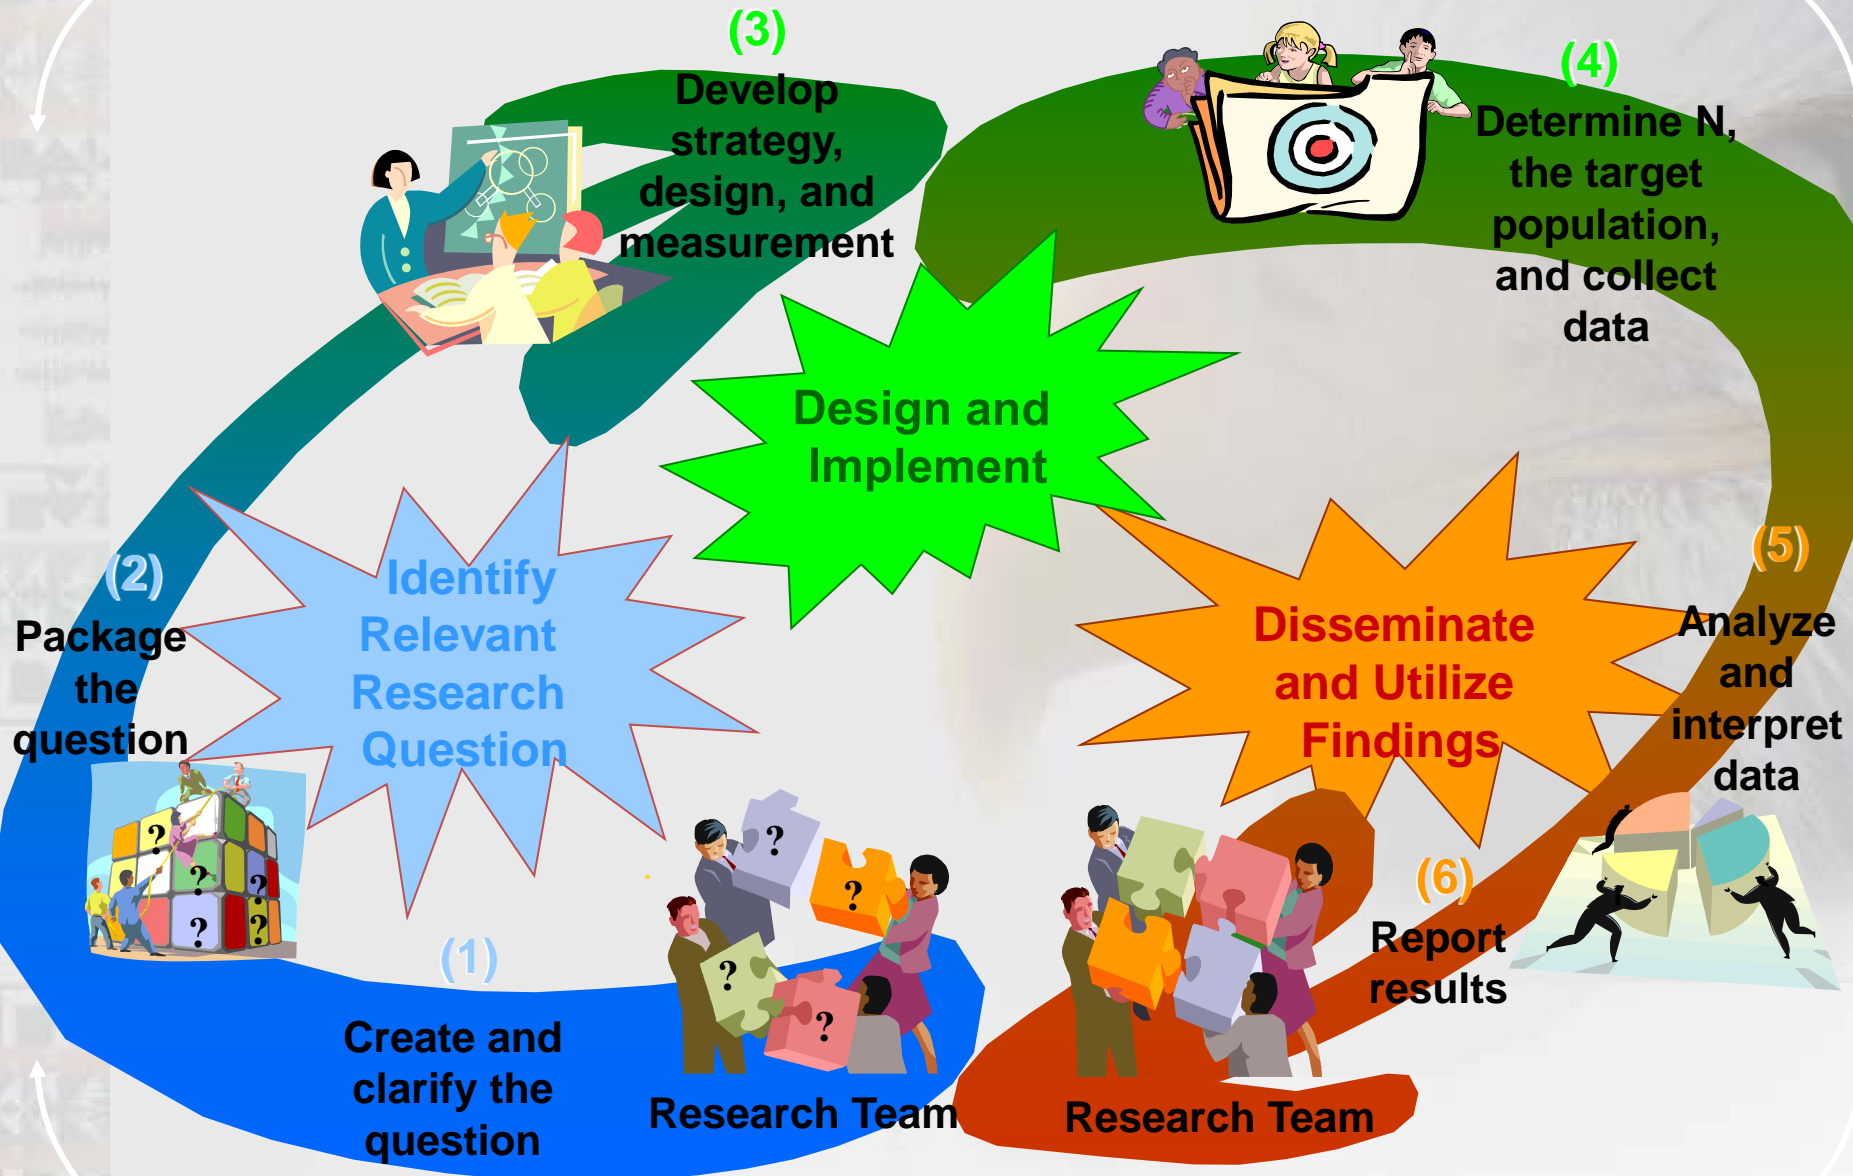 (1)
Create and
clarify the
question
Research Team
?
?
?
?
(2)
Package
the
question
?
?
?
?
?
Identify
Relevant
Research
Question
(3)
Develop
strategy,
design, and
measurement
Design and
Implement
(4)
Determine N,
the target
population,
and collect
data
(5)
Analyze
and
interpret
data
Disseminate
and Utilize
Findings
(6)
Report
results
Research Team